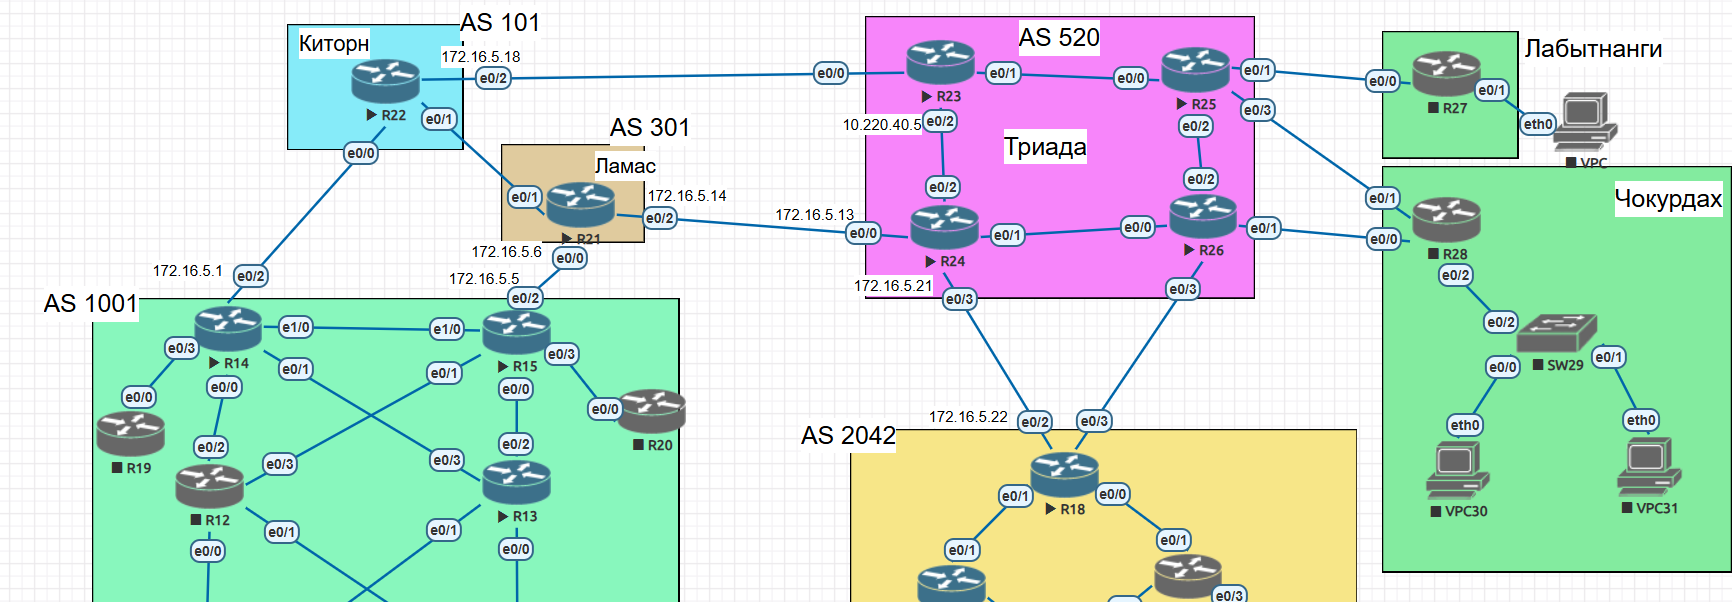 AS 101
Киторн
172.16.5.18
e0/2
R22
e0/1
e0/0
AS 301
Ламас
e0/1
172.16.5.14
e0/2
R21
172.16.5.6
e0/0
AS 520
e0/0
e0/1
R23
10.220.40.5
e0/2
e0/0
e0/1
R25
e0/3
e0/2
Триада
e0/2
e0/2
172.16.5.13
e0/0
e0/1
R24
e0/0
e0/1
R26
172.16.5.21
e0/3
e0/3
Лабытнанги
e0/0
e0/1
R27
eth0
VPC
Чокурдах
e0/1
e0/0
R28
e0/2
e0/2
SW29
e0/0
e0/1
eth0
eth0
VPC30
VPC31
172.16.5.1
e0/2
172.16.5.5
e0/2
AS 1001
e1/0
e1/0
e0/3
R14
e0/1
e0/0
e0/3
R15
e0/1
e0/0
e0/0
R19
e0/0
R20
e0/2
e0/3
e0/3
e0/2
R12
R13
e0/1
e0/1
e0/0
e0/0
172.16.5.22
e0/2
e0/3
AS 2042
e0/1
e0/0
R18
e0/1
e0/1
e0/3